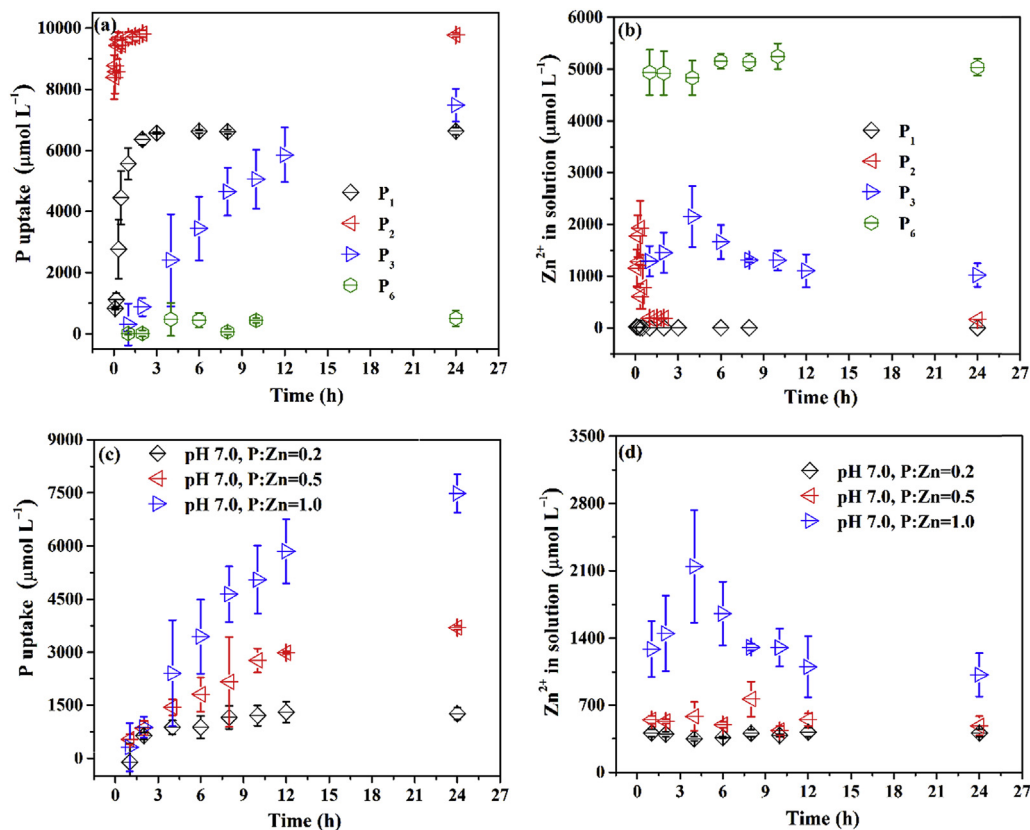 (a)
P uptake (μmol L⁻¹)
10000
8000
6000
4000
2000
0
P₁
P₂
P₃
P₆
0 3 6 9 12 15 18 21 24 27
Time (h)
(b)
Zn²⁺ in solution (μmol L⁻¹)
6000
5000
4000
3000
2000
1000
0
P₁
P₂
P₃
P₆
0 3 6 9 12 15 18 21 24 27
Time (h)
(c)
P uptake (μmol L⁻¹)
9000
7500
6000
4500
3000
1500
0
pH 7.0, P:Zn=0.2
pH 7.0, P:Zn=0.5
pH 7.0, P:Zn=1.0
0 3 6 9 12 15 18 21 24 27
Time (h)
(d)
Zn²⁺ in solution (μmol L⁻¹)
3500
2800
2100
1400
700
0
pH 7.0, P:Zn=0.2
pH 7.0, P:Zn=0.5
pH 7.0, P:Zn=1.0
0 3 6 9 12 15 18 21 24 27
Time (h)